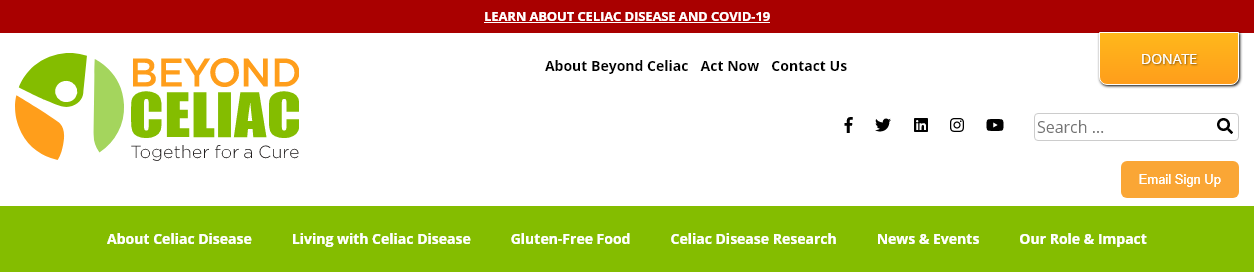 LEARN ABOUT CELIAC DISEASE AND COVID-19
BEYOND
CELIAC
Together for a Cure
About Beyond Celiac Act Now Contact Us
DONATE
Search ...
Email Sign Up
About Celiac Disease Living with Celiac Disease Gluten-Free Food Celiac Disease Research News & Events Our Role & Impact